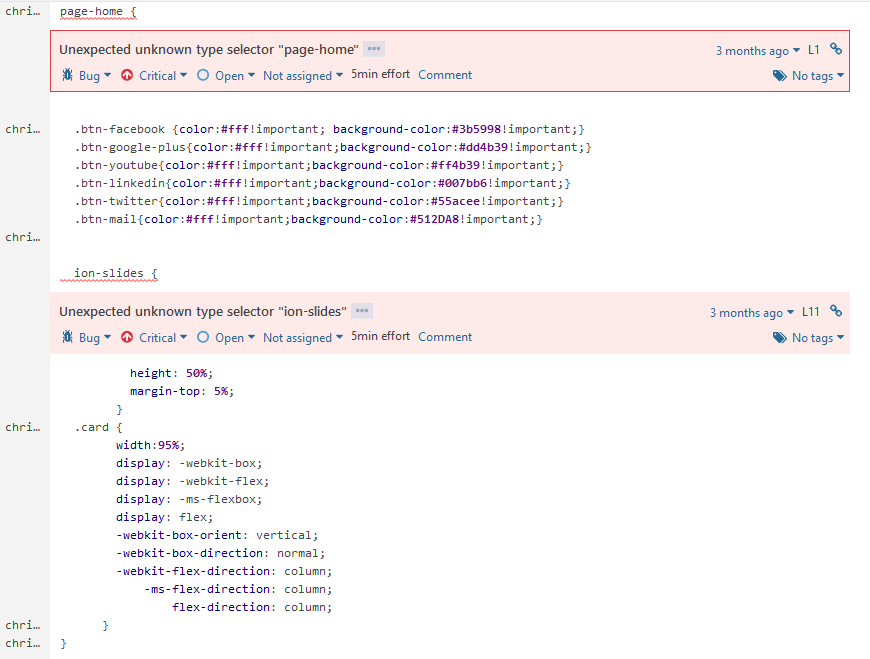 chri... page-home {
Unexpected unknown type selector "page-home" ...
3 months ago L1
Bug Critical Open Not assigned 5min effort Comment
No tags
chri... .btn-facebook {color:#fff!important; background-color:#3b5998!important;}
.btn-google-plus{color:#fff!important;background-color:#dd4b39!important;}
.btn-youtube{color:#fff!important;background-color:#ff4b39!important;}
.btn-linkedin{color:#fff!important;background-color:#007bb6!important;}
.btn-twitter{color:#fff!important;background-color:#55acee!important;}
.btn-mail{color:#fff!important;background-color:#512DA8!important;}
chri...
ion-slides {
Unexpected unknown type selector "ion-slides" ...
3 months ago L11
Bug Critical Open Not assigned 5min effort Comment
No tags
height: 50%;
margin-top: 5%;
}
chri... .card {
width:95%;
display: -webkit-box;
display: -webkit-flex;
display: -ms-flexbox;
display: flex;
-webkit-box-orient: vertical;
-webkit-box-direction: normal;
-webkit-flex-direction: column;
-ms-flex-direction: column;
flex-direction: column;
chri... }
chri... }